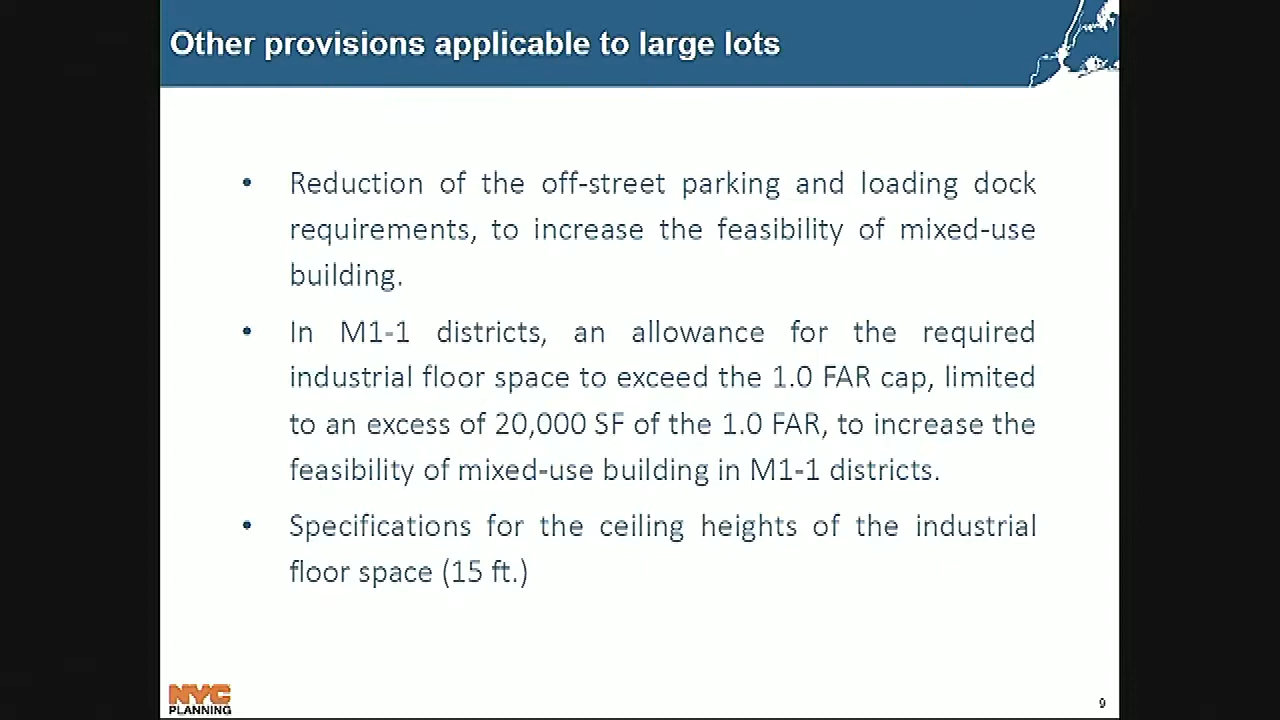 Other provisions applicable to large lots
• Reduction of the off-street parking and loading dock
requirements, to increase the feasibility of mixed-use
building.
• In M1-1 districts, an allowance for the required
industrial floor space to exceed the 1.0 FAR cap, limited
to an excess of 20,000 SF of the 1.0 FAR, to increase the
feasibility of mixed-use building in M1-1 districts.
• Specifications for the ceiling heights of the industrial
floor space (15 ft.)
NYC
PLANNING
9